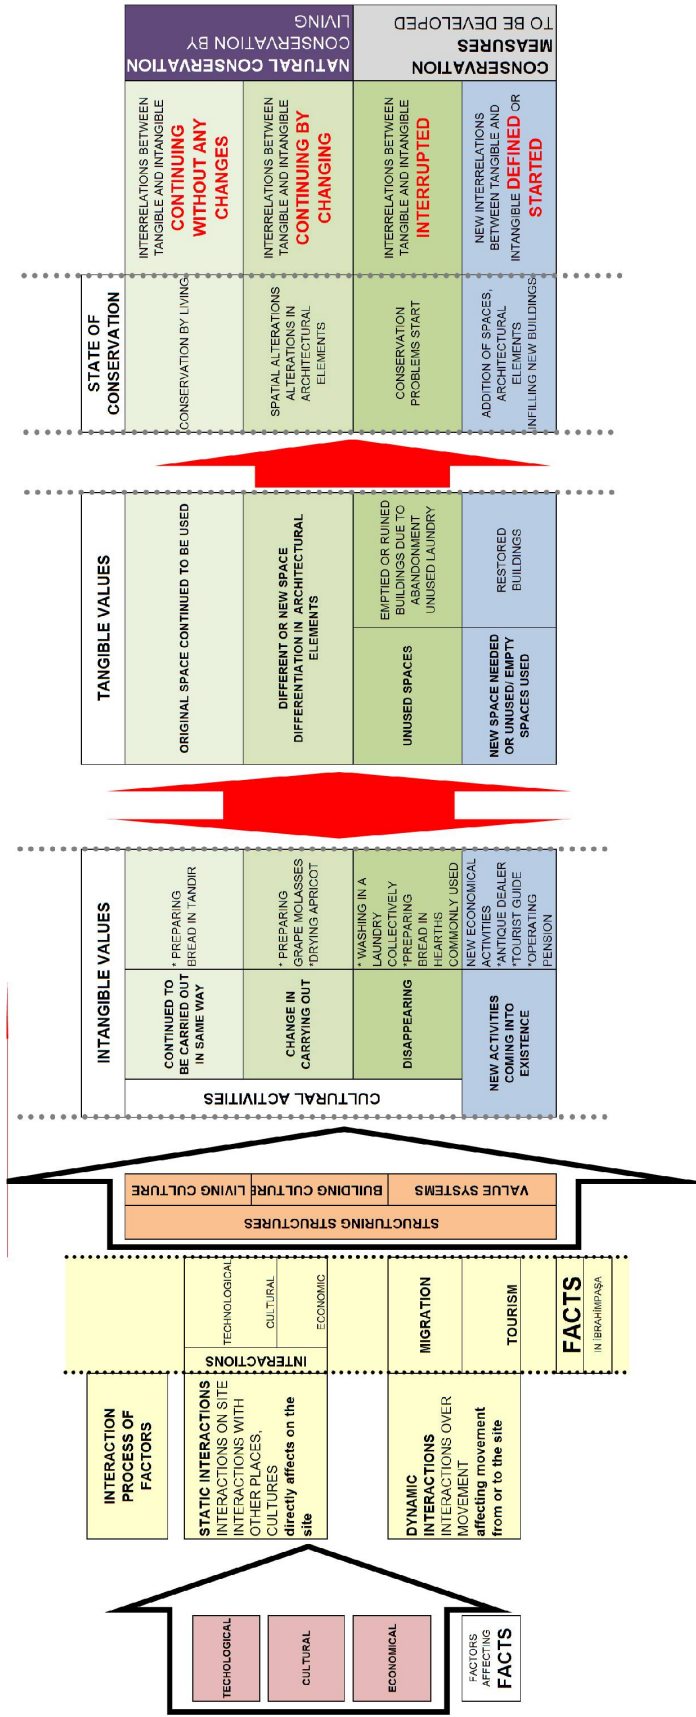 FACTORS
AFFECTING
FACTS
TECHOLOGICAL
CULTURAL
ECONOMICAL
INTERACTION
PROCESS OF
FACTORS
STATIC INTERACTIONS
INTERACTIONS ON SITE
INTERACTIONS WITH
OTHER PLACES,
CULTURES
directly affects on the
site
DYNAMIC
INTERACTIONS
INTERACTIONS OVER
MOVEMENT
affecting movement
from or to the site
INTERACTIONS
TECHNOLOGICAL
CULTURAL
ECONOMIC
MIGRATION
TOURISM
FACTS
IN İBRAHİMPAŞA
STRUCTURING STRUCTURES
LIVING CULTURE
BUILDING CULTURE
VALUE SYSTEMS
INTANGIBLE VALUES
CULTURAL ACTIVITIES
CONTINUED TO
BE CARRIED OUT
IN SAME WAY
* PREPARING
BREAD IN TANDIR
CHANGE IN
CARRYING OUT
* PREPARING
GRAPE MOLASSES
*DRYING APRICOT
DISAPPEARING
* WASHING IN A
LAUNDRY
COLLECTIVELY
*PREPARING
BREAD IN
HEARTHS
COMMONLY USED
NEW ACTIVITIES
COMING INTO
EXISTENCE
NEW ECONOMICAL
ACTIVITIES
*ANTIQUE DEALER
*TOURIST GUIDE
*OPERATING
PENSION
TANGIBLE VALUES
ORIGINAL SPACE CONTINUED TO BE USED
DIFFERENT OR NEW SPACE
DIFFERENTIATION IN ARCHITECTURAL
ELEMENTS
UNUSED SPACES
EMPTIED OR RUINED
BUILDINGS DUE TO
ABANDONMENT
UNUSED LAUNDRY
NEW SPACE NEEDED
OR UNUSED/ EMPTY
SPACES USED
RESTORED
BUILDINGS
STATE OF
CONSERVATION
CONSERVATION BY LIVING
SPATIAL ALTERATIONS
ALTERATIONS IN
ARCHITECTURAL
ELEMENTS
CONSERVATION
PROBLEMS START
ADDITION OF SPACES,
ARCHITECTURAL
ELEMENTS
INFILLING NEW BUILDINGS
INTERRELATIONS BETWEEN
TANGIBLE AND INTANGIBLE
CONTINUING
WITHOUT ANY
CHANGES
INTERRELATIONS BETWEEN
TANGIBLE AND INTANGIBLE
CONTINUING BY
CHANGING
INTERRELATIONS BETWEEN
TANGIBLE AND INTANGIBLE
INTERRUPTED
NEW INTERRELATIONS
BETWEEN TANGIBLE AND
INTANGIBLE DEFINED OR
STARTED
NATURAL CONSERVATION
CONSERVATION BY
LIVING
CONSERVATION
MEASURES
TO BE DEVELOPED